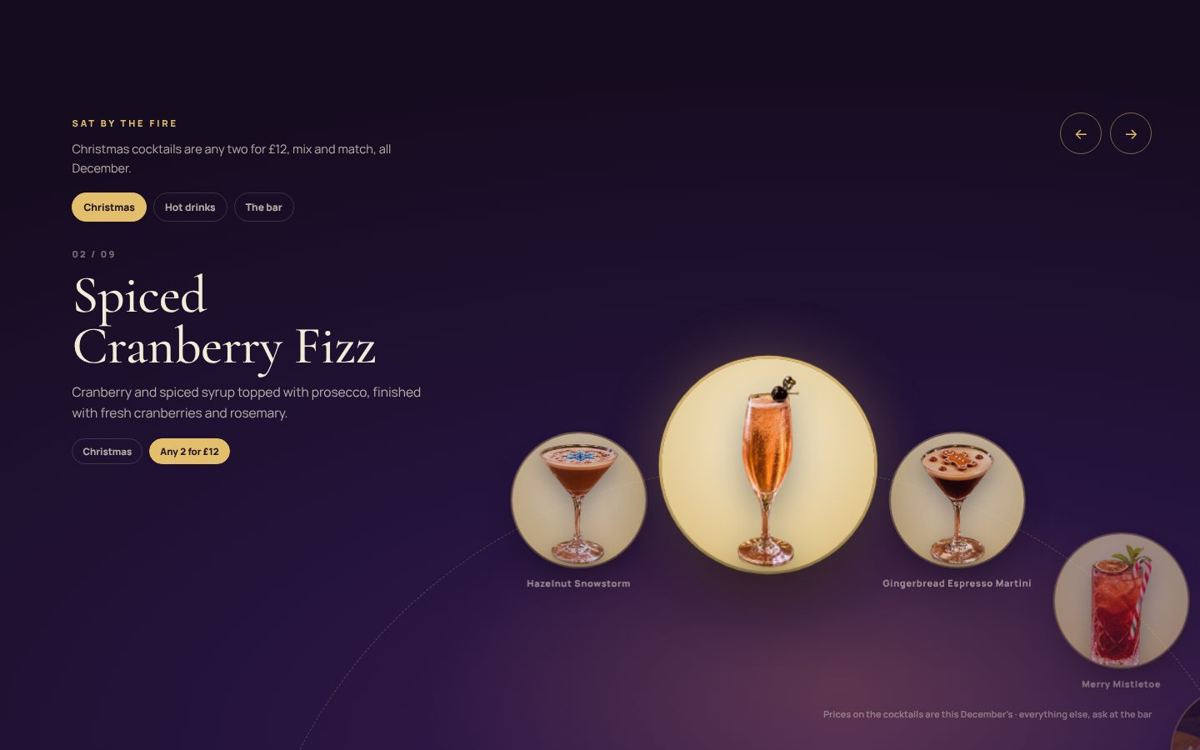 SAT BY THE FIRE
Christmas cocktails are any two for £12, mix and match, all
December.
Christmas
Hot drinks
The bar
02 / 09
Spiced
Cranberry Fizz
Cranberry and spiced syrup topped with prosecco, finished
with fresh cranberries and rosemary.
Christmas
Any 2 for £12
Hazelnut Snowstorm
Gingerbread Espresso Martini
Merry Mistletoe
Prices on the cocktails are this December's · everything else, ask at the bar